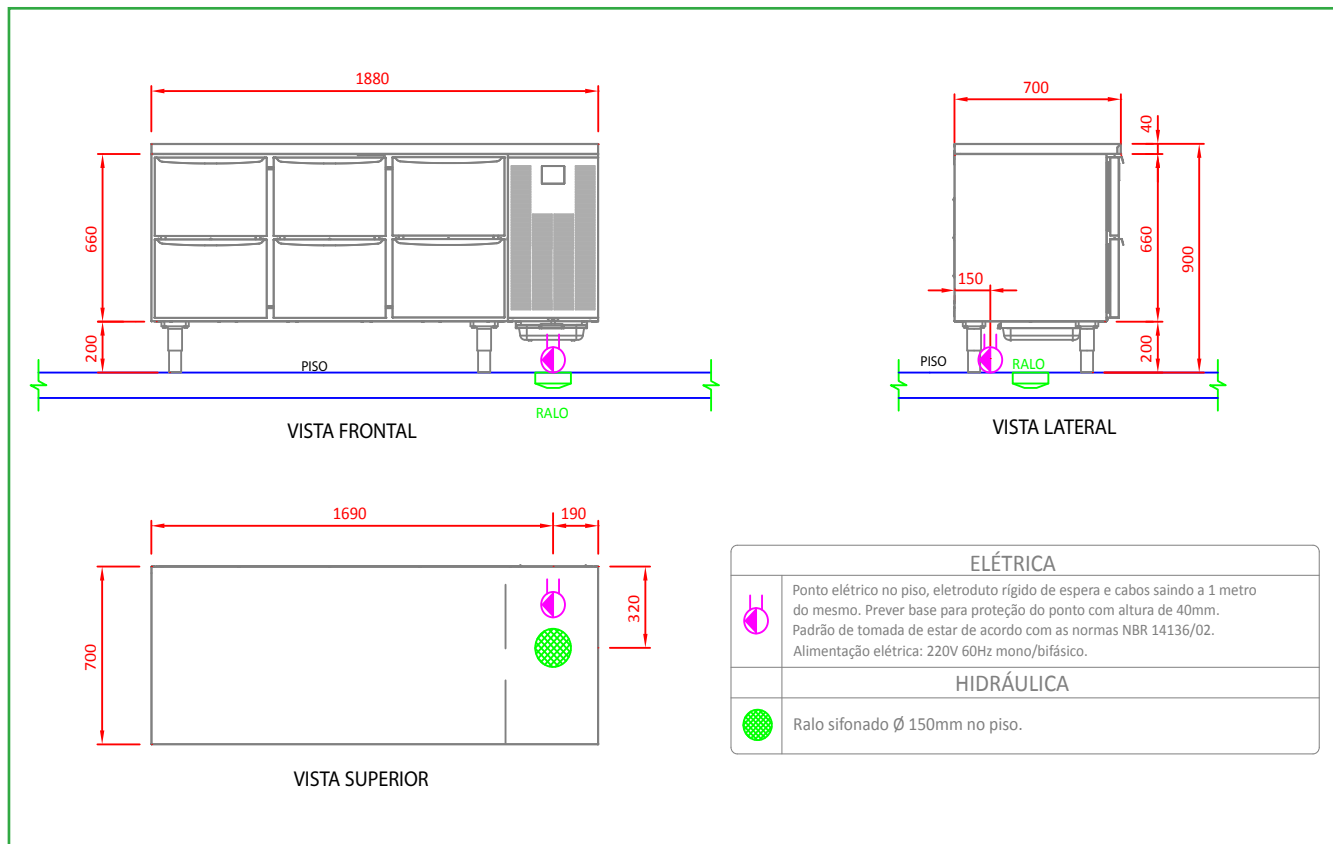 1880
660
200
PISO
RALO
VISTA FRONTAL
700
40
150
660
900
200
PISO
RALO
VISTA LATERAL
1690
190
320
700
VISTA SUPERIOR
ELÉTRICA
Ponto elétrico no piso, eletroduto rígido de espera e cabos saindo a 1 metro
do mesmo. Prever base para proteção do ponto com altura de 40mm.
Padrão de tomada de estar de acordo com as normas NBR 14136/02.
Alimentação elétrica: 220V 60Hz mono/bifásico.
HIDRÁULICA
Ralo sifonado Ø 150mm no piso.